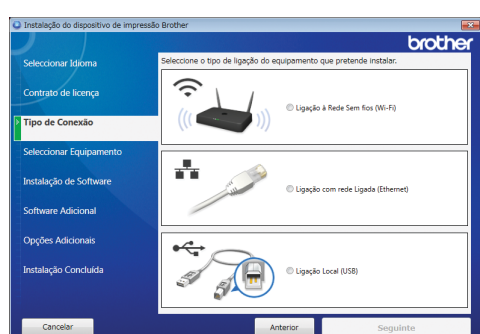 Instalação do dispositivo de impressão Brother
brother
Seleccionar Idioma
Contrato de licença
Tipo de Conexão
Seleccionar Equipamento
Instalação de Software
Software Adicional
Opções Adicionais
Instalação Concluída
Seleccione o tipo de ligação do equipamento que pretende instalar.
Ligação à Rede Sem fios (Wi-Fi)
Ligação com rede Ligada (Ethernet)
Ligação Local (USB)
Cancelar
Anterior
Seguinte